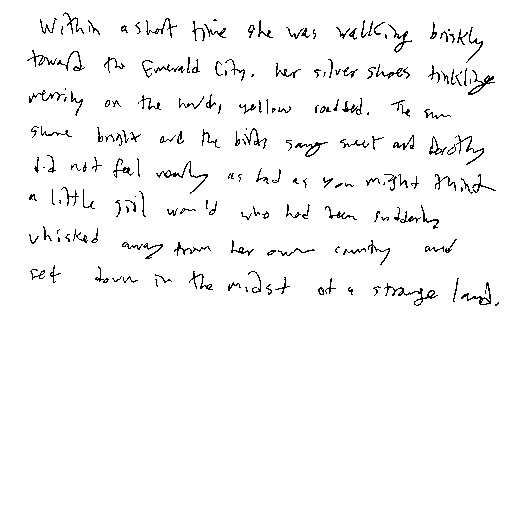 Within a short time she was walking briskly
toward the Emerald City, her silver shoes tinkling
merrily on the hard, yellow roadbed. The sun
shone bright and the birds sang sweet and Dorothy
did not feel nearly as bad as you might think
a little girl would who had been suddenly
whisked away from her own country and
set down in the midst of a strange land.